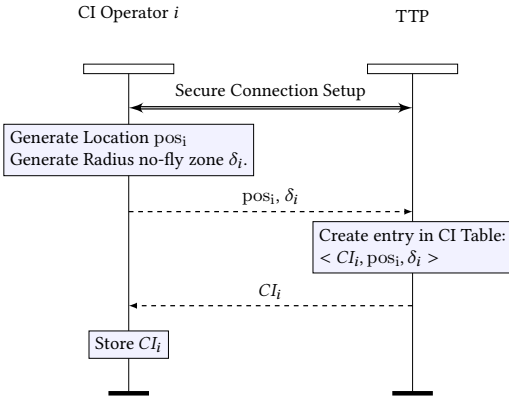 CI Operator i
TTP
Secure Connection Setup
Generate Location posᵢ
Generate Radius no-fly zone δᵢ.
posᵢ, δᵢ
Create entry in CI Table:
< CIᵢ, posᵢ, δᵢ >
CIᵢ
Store CIᵢ